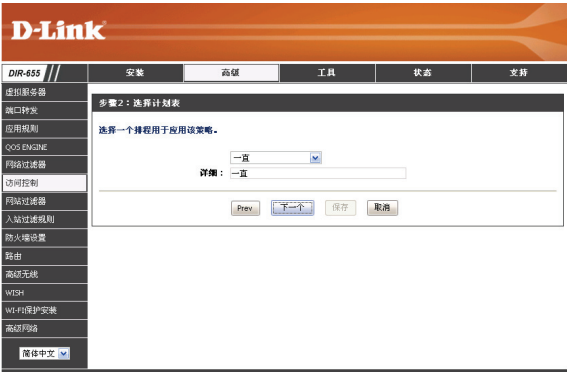 D-Link
DIR-655
安装
高级
工具
状态
支持
虚拟服务器
端口转发
应用规则
QOS ENGINE
网络过滤器
访问控制
网站过滤器
入站过滤规则
防火墙设置
路由
高级无线
WISH
WI-FI保护安装
高级网络
简体中文
步骤2：选择计划表
选择一个排程用于应用该策略。
一直
详细： 一直
Prev 下一个 保存 取消